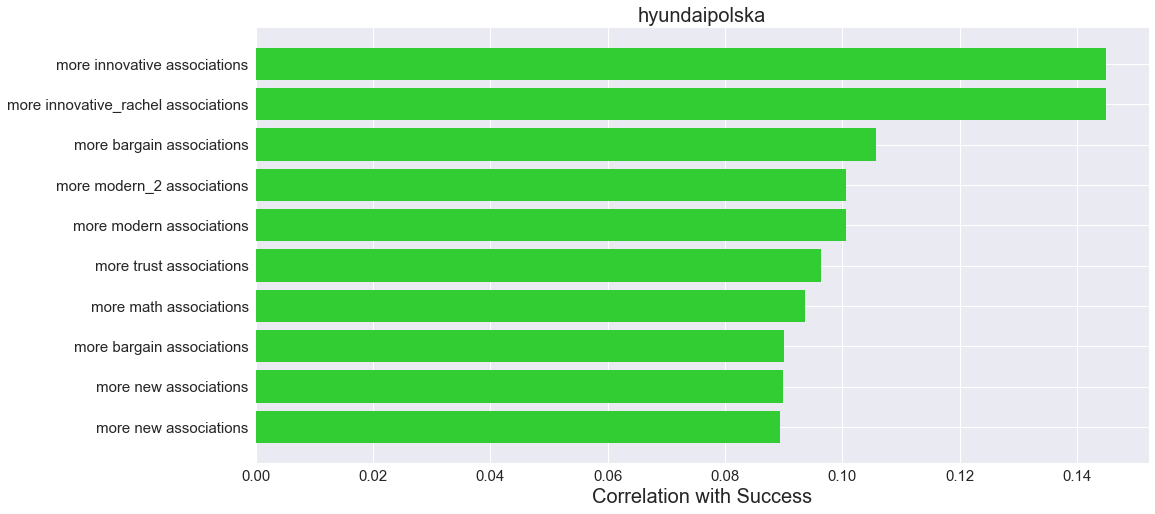 hyundaipolska
more innovative associations
more innovative_rachel associations
more bargain associations
more modern_2 associations
more modern associations
more trust associations
more math associations
more bargain associations
more new associations
more new associations
0.00 0.02 0.04 0.06 0.08 0.10 0.12 0.14
Correlation with Success